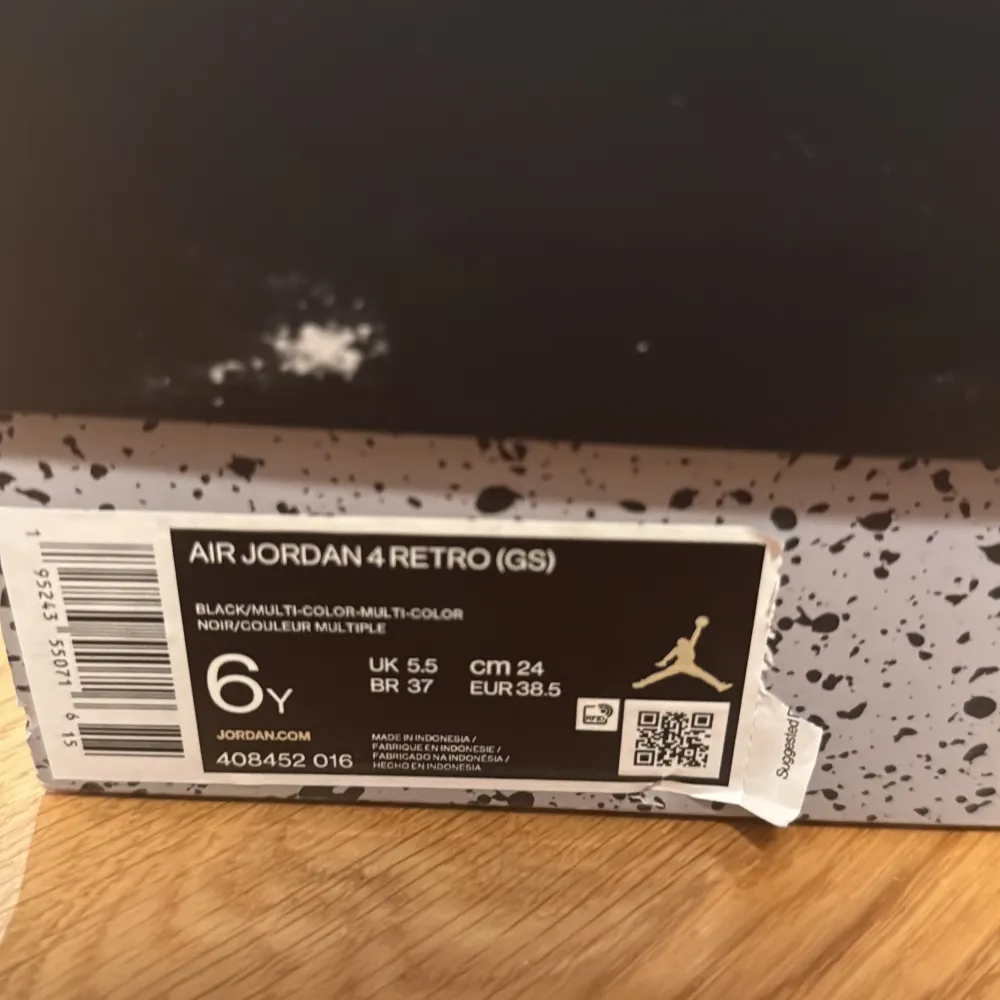 1 95243 55071 6 15
AIR JORDAN 4 RETRO (GS)
BLACK/MULTI-COLOR-MULTI-COLOR
NOIR/COULEUR MULTIPLE
6Y
UK 5.5 cm 24
BR 37 EUR 38.5
JORDAN.COM
408452 016
MADE IN INDONESIA /
FABRIQUE EN INDONESIE /
FABRICADO NA INDONESIA /
HECHO EN INDONESIA
RFID
Suggested